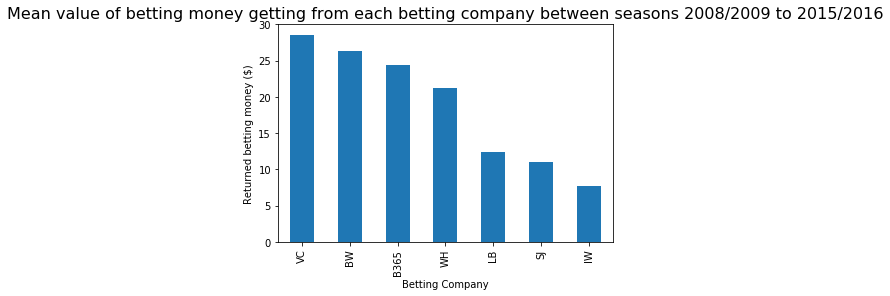 Mean value of betting money getting from each betting company between seasons 2008/2009 to 2015/2016
30
25
20
15
10
5
0
Returned betting money ($)
VC
BW
B365
WH
LB
SJ
IW
Betting Company